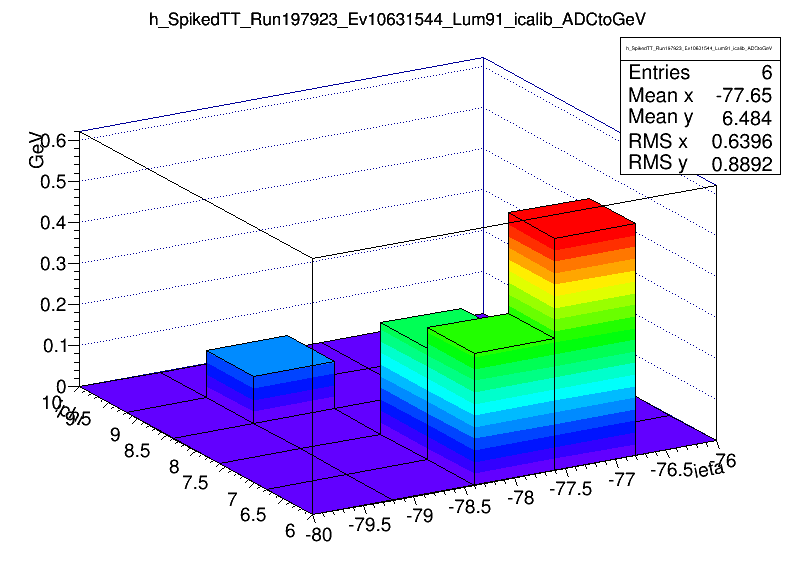 h_SpikedTT_Run197923_Ev10631544_Lum91_icalib_ADCtoGeV
h_SpikedTT_Run197923_Ev10631544_Lum91_icalib_ADCtoGeV
Entries 6
Mean x -77.65
Mean y 6.484
RMS x 0.6396
RMS y 0.8892
GeV
0.6
0.5
0.4
0.3
0.2
0.1
0
10
9.5
9
8.5
8
7.5
7
6.5
6
iphi
-80
-79.5
-79
-78.5
-78
-77.5
-77
-76.5
-76
ieta